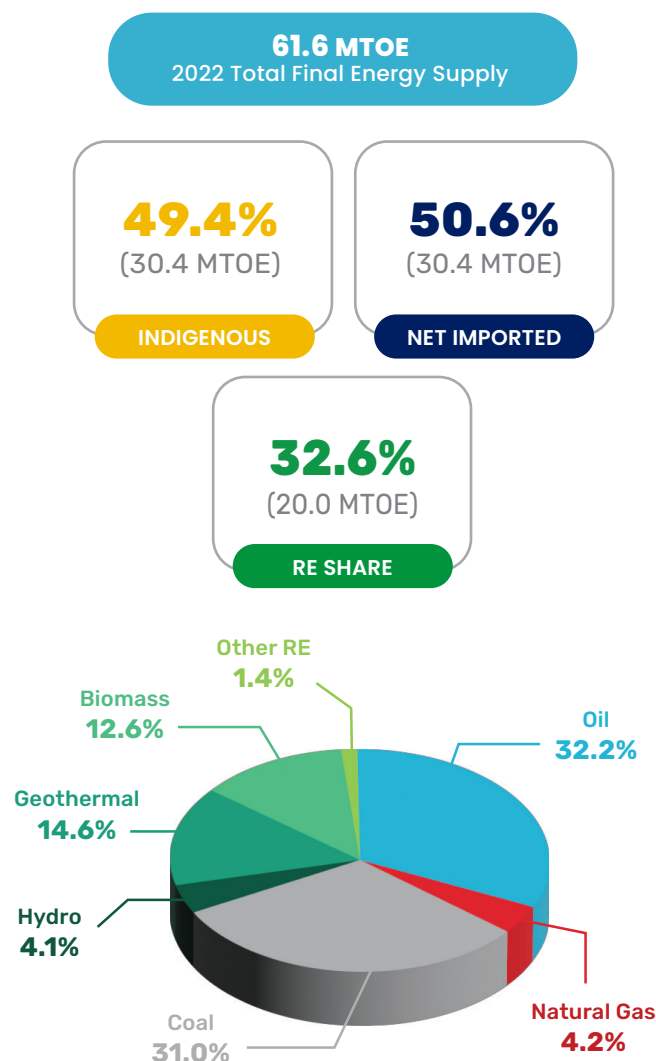 61.6 MTOE
2022 Total Final Energy Supply
49.4%
(30.4 MTOE)
INDIGENOUS
50.6%
(30.4 MTOE)
NET IMPORTED
32.6%
(20.0 MTOE)
RE SHARE
Other RE
1.4%
Biomass
12.6%
Oil
32.2%
Geothermal
14.6%
Hydro
4.1%
Natural Gas
4.2%
Coal
31.0%